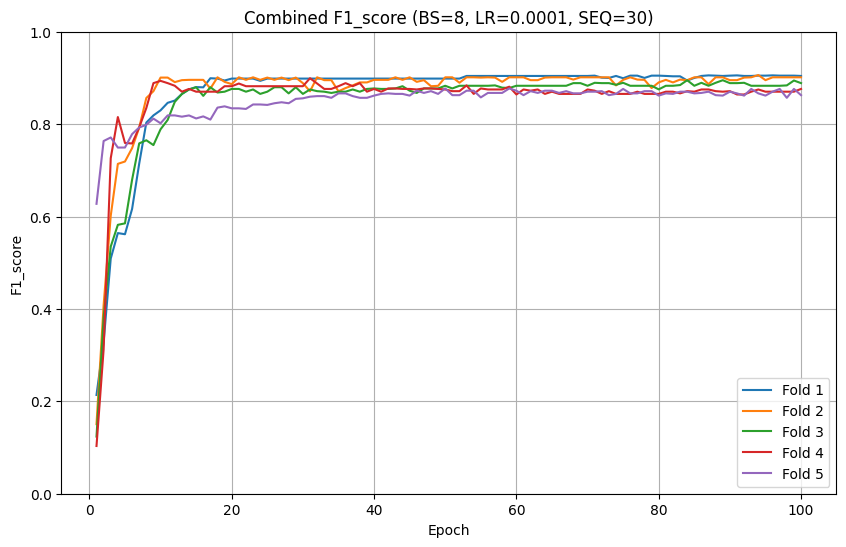 Combined F1_score (BS=8, LR=0.0001, SEQ=30)
1.0
0.8
0.6
0.4
0.2
0.0
F1_score
0 20 40 60 80 100
Epoch
Fold 1
Fold 2
Fold 3
Fold 4
Fold 5